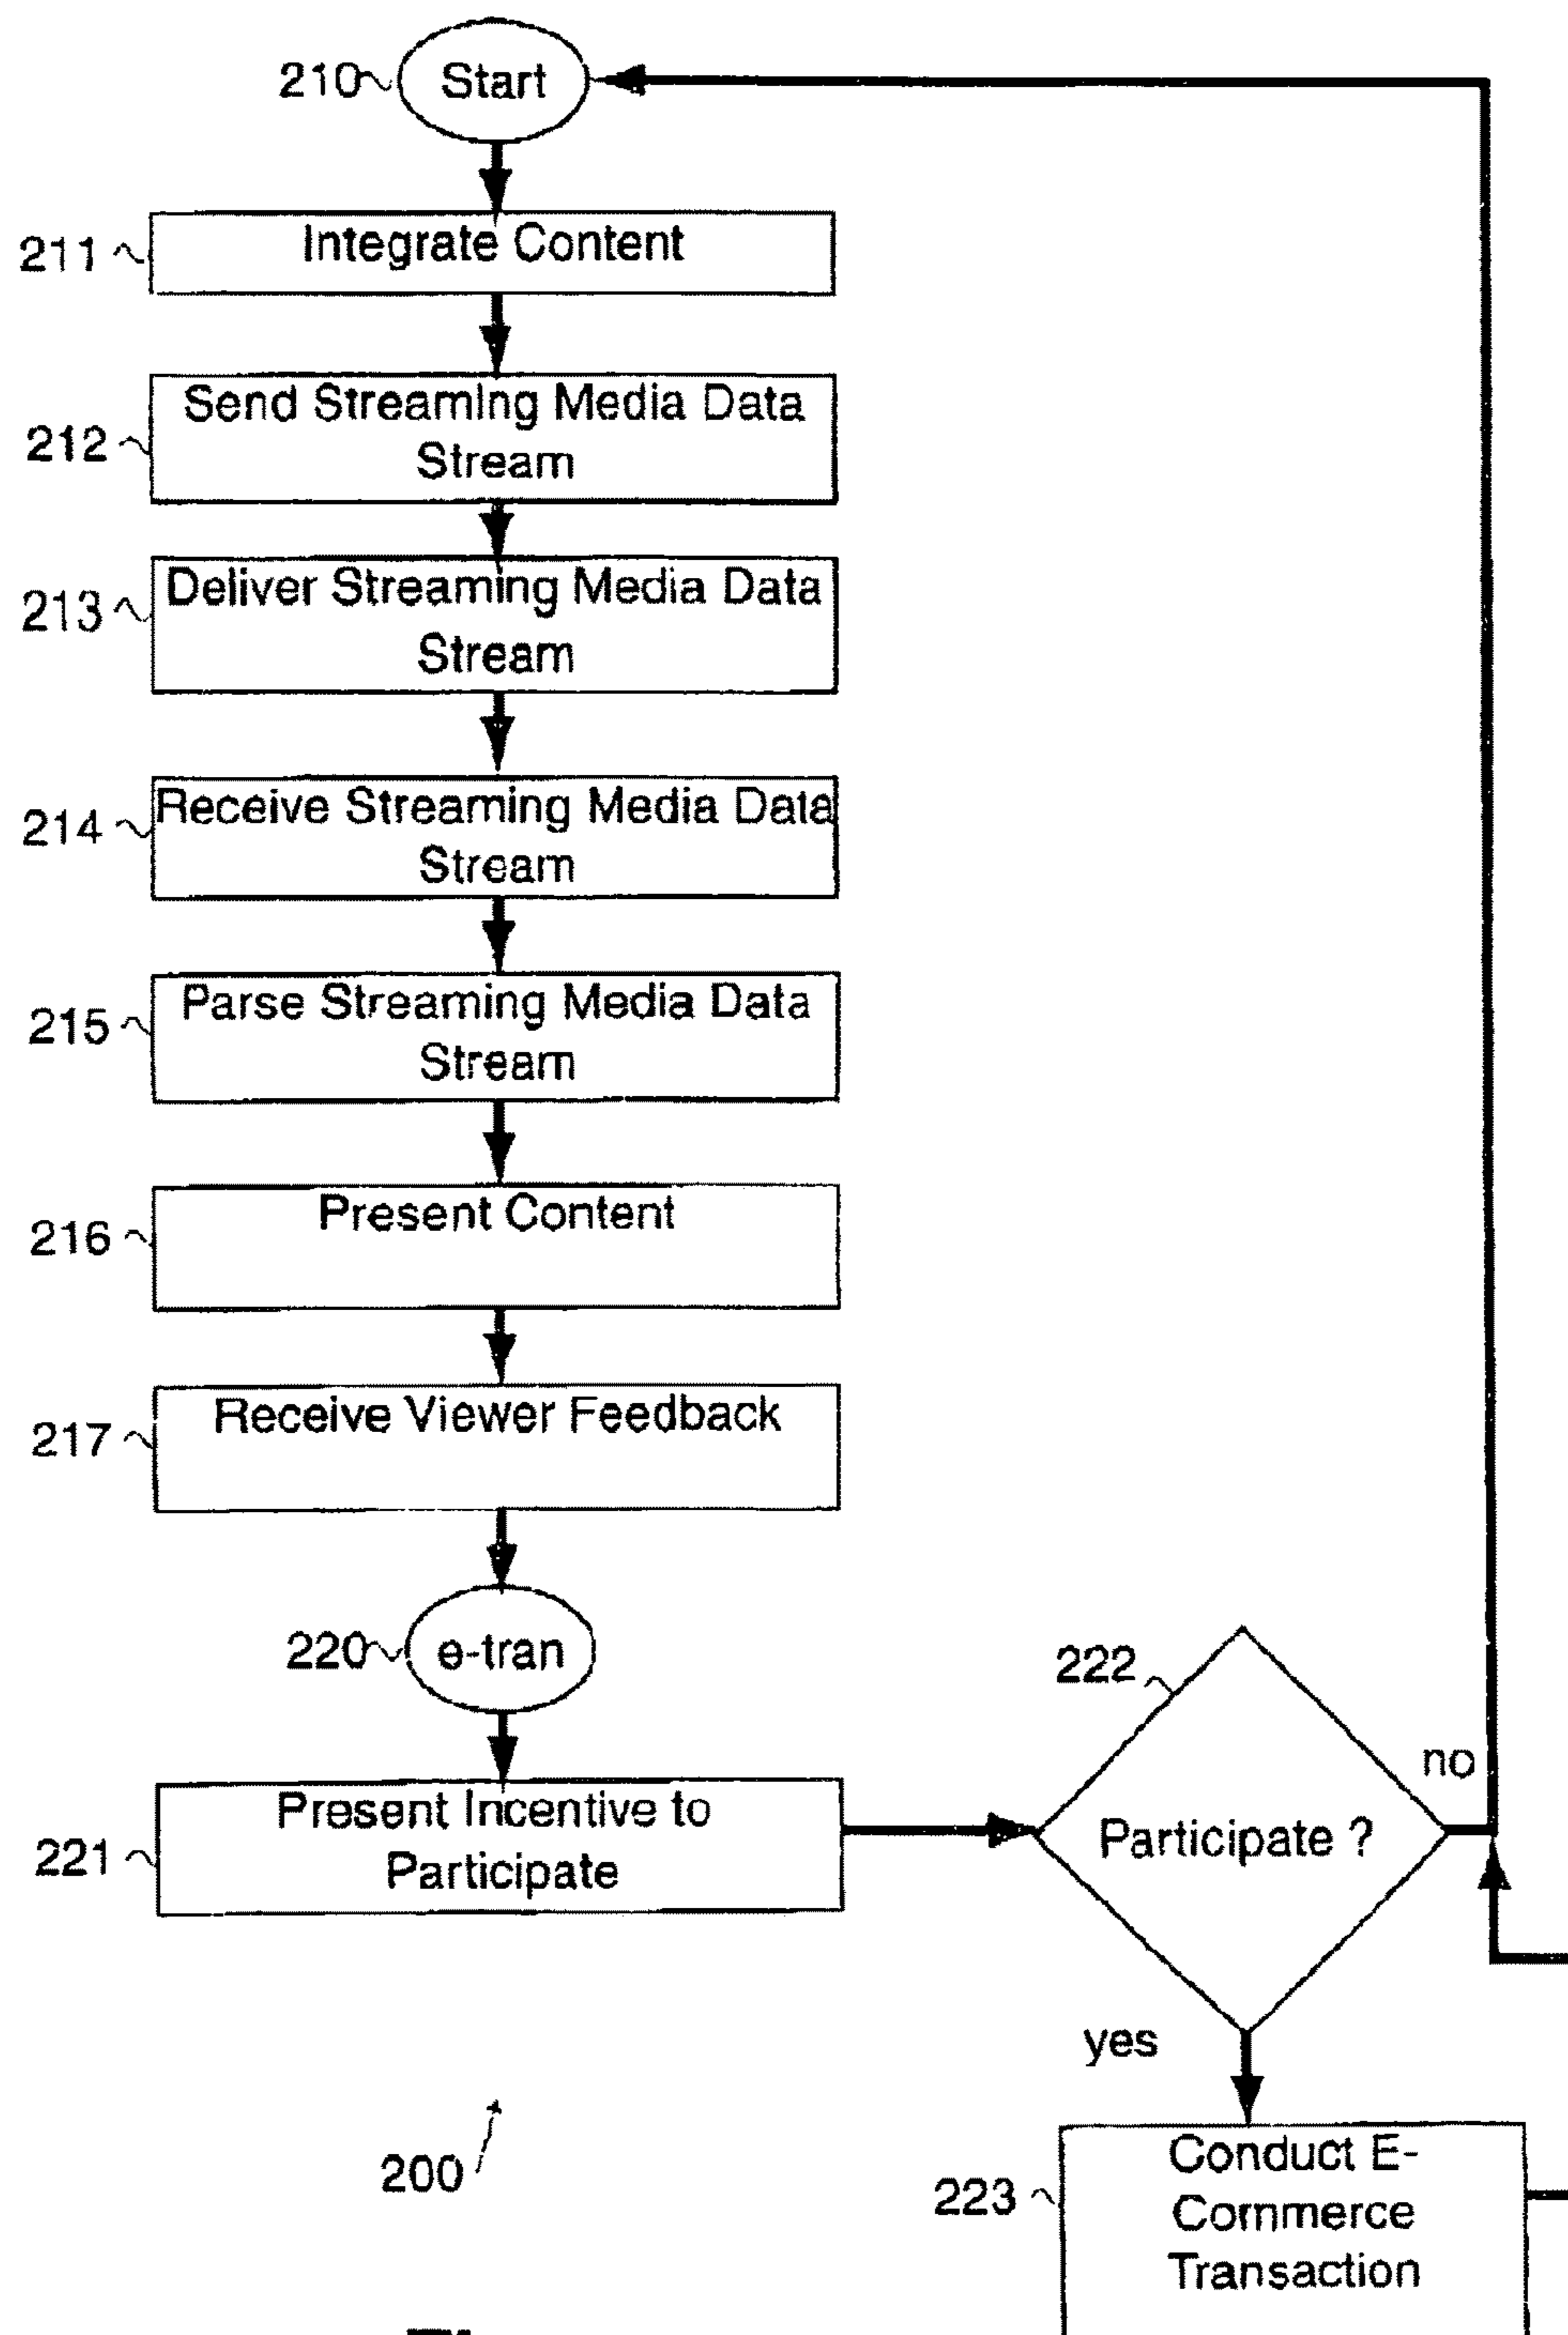 210 Start
211 Integrate Content
212 Send Streaming Media Data
Stream
213 Deliver Streaming Media Data
Stream
214 Receive Streaming Media Data
Stream
215 Parse Streaming Media Data
Stream
216 Present Content
217 Receive Viewer Feedback
220 e-tran
221 Present Incentive to
Participate
222
Participate ?
no
yes
200
223 Conduct E-
Commerce
Transaction